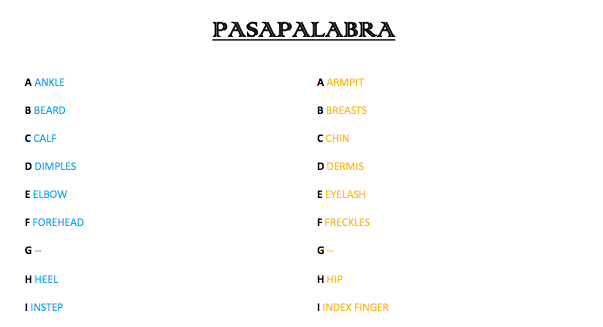 PASAPALABRA
A ANKLE
B BEARD
C CALF
D DIMPLES
E ELBOW
F FOREHEAD
G --
H HEEL
I INSTEP
A ARMPIT
B BREASTS
C CHIN
D DERMIS
E EYELASH
F FRECKLES
G --
H HIP
I INDEX FINGER